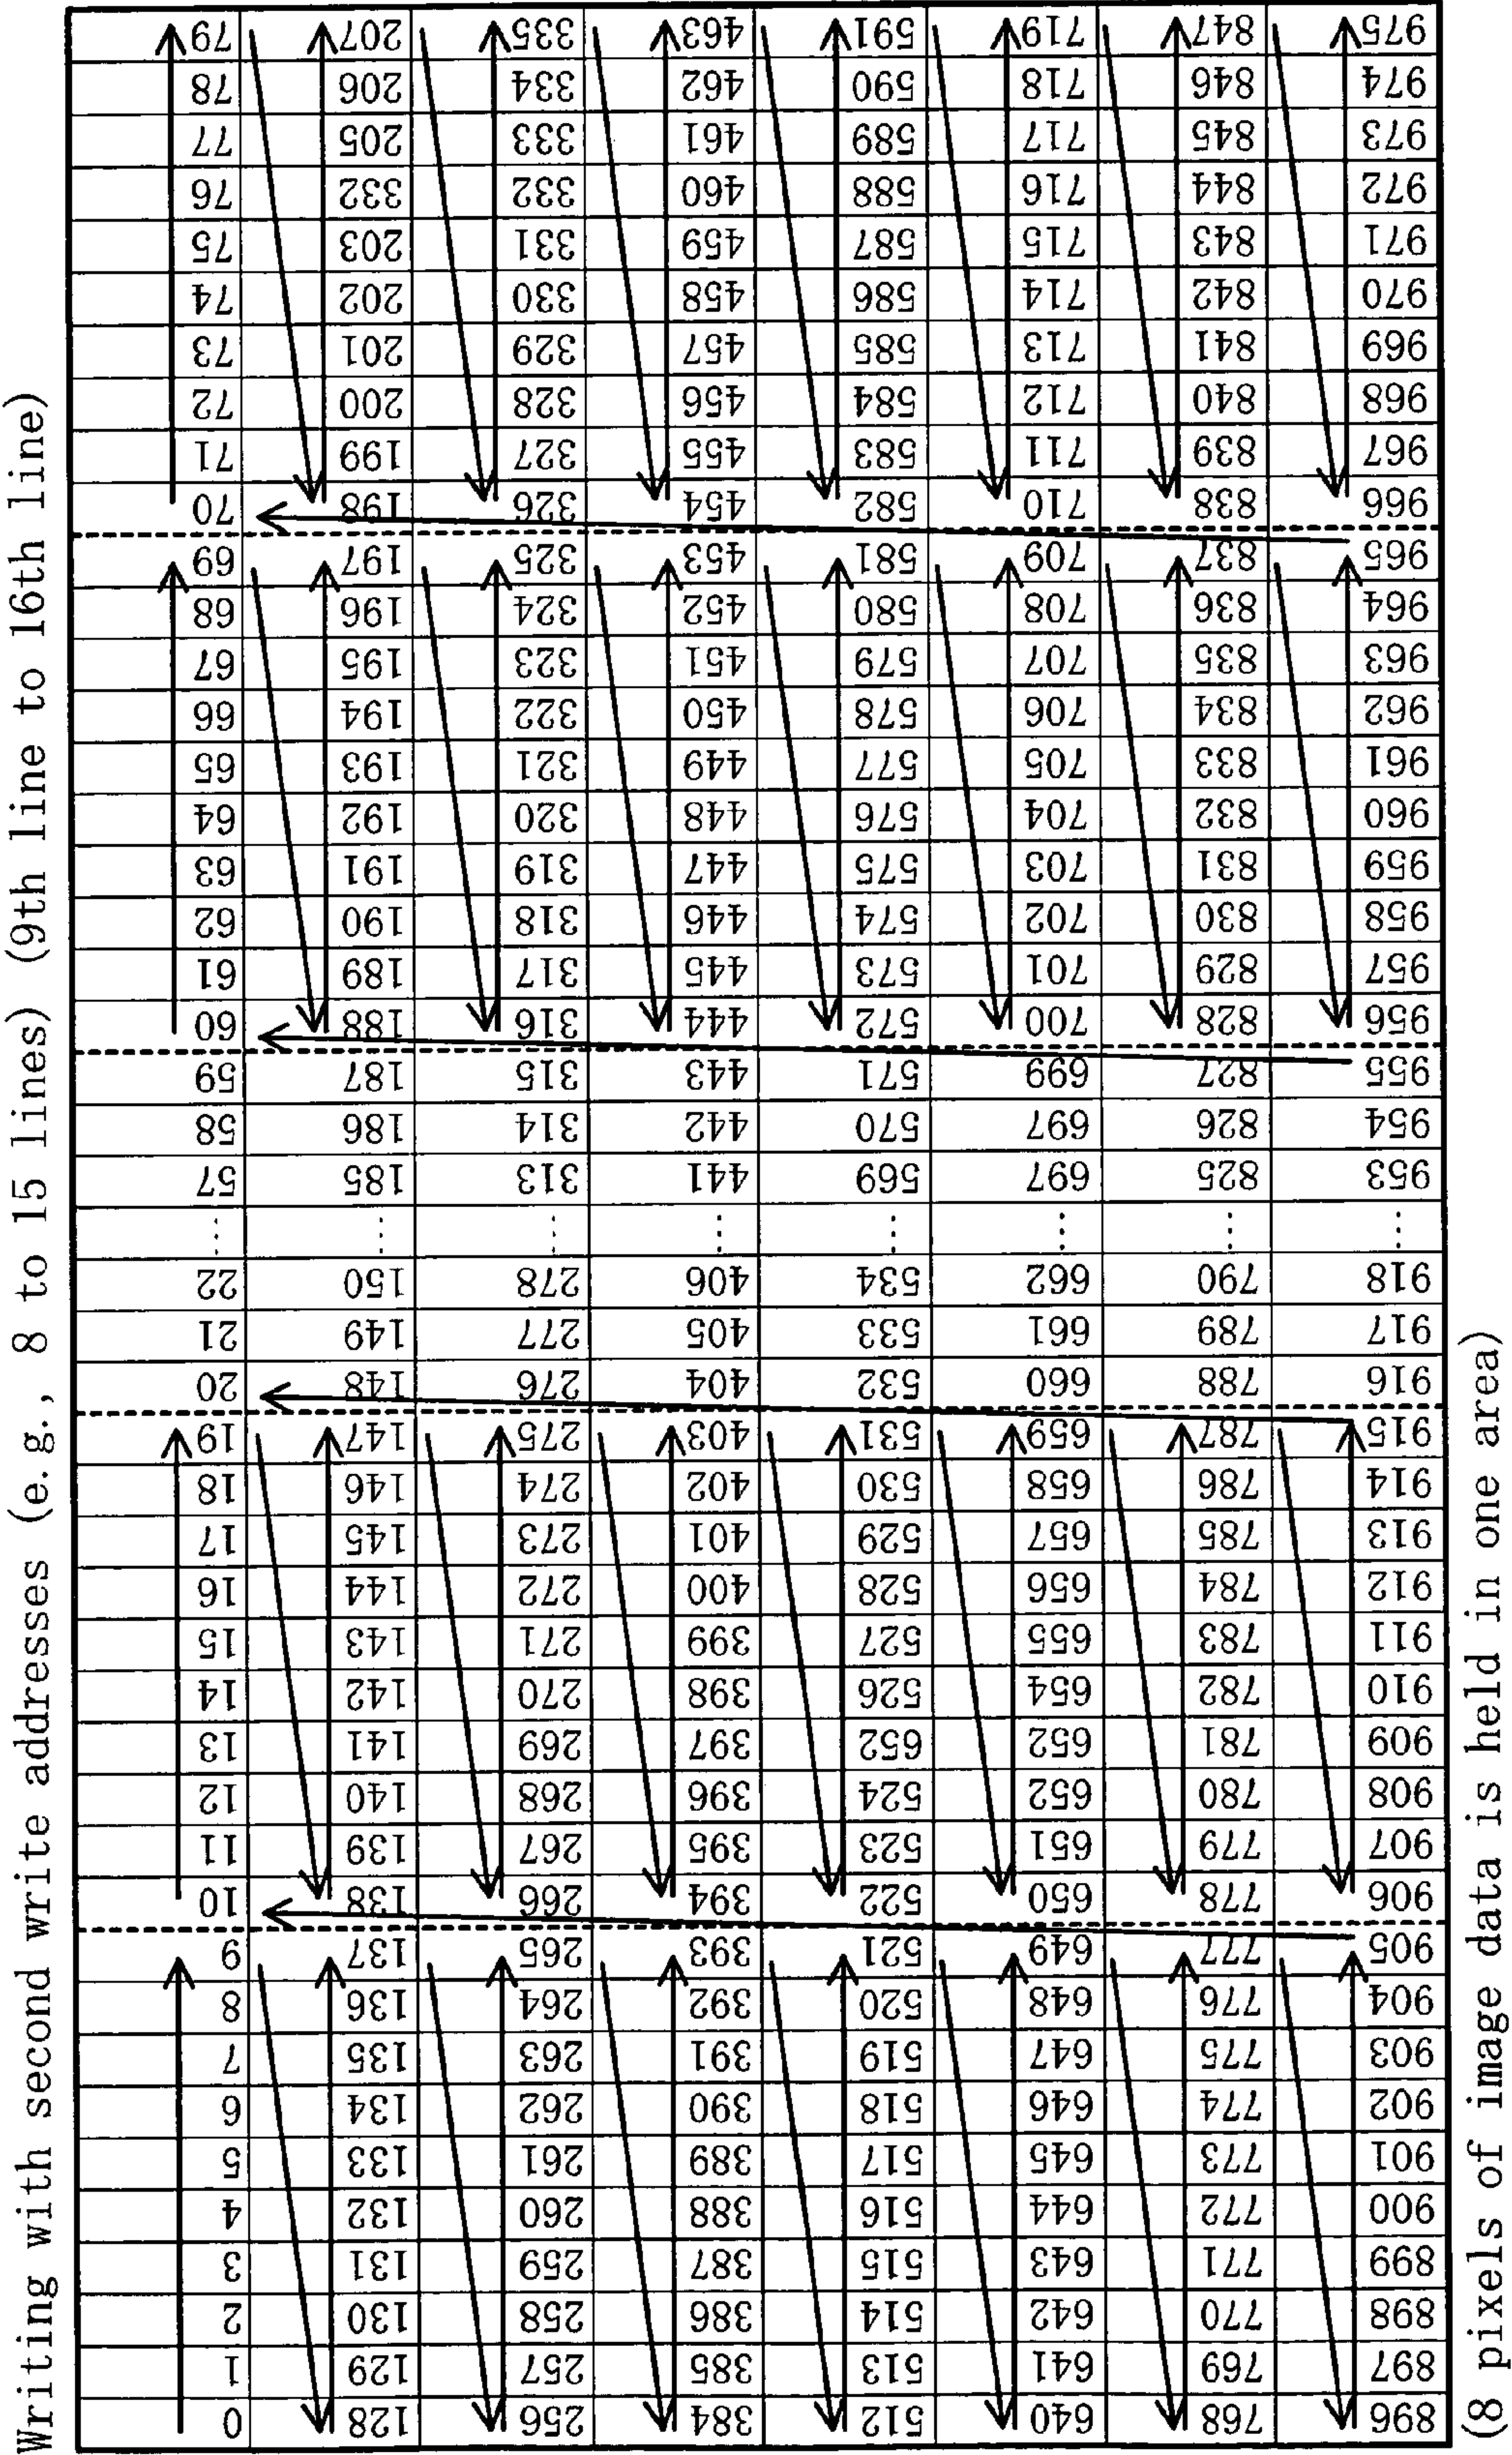 Writing with second write addresses (e.g., 8 to 15 lines) (9th line to 16th line)
0 1 2 3 4 5 6 7 8 9 10 11 12 13 14 15 16 17 18 19 20 21 22 ... 57 58 59 60 61 62 63 64 65 66 67 68 69 70 71 72 73 74 75 76 77 78 79
128 129 130 131 132 133 134 135 136 137 138 139 140 141 142 143 144 145 146 147 148 149 150 ... 185 186 187 188 189 190 191 192 193 194 195 196 197 198 199 200 201 202 203 332 205 206 207
256 257 258 259 260 261 262 263 264 265 266 267 268 269 270 271 272 273 274 275 276 277 278 ... 313 314 315 316 317 318 319 320 321 322 323 324 325 326 327 328 329 330 331 332 333 334 335
384 385 386 387 388 389 390 391 392 393 394 395 396 397 398 399 400 401 402 403 404 405 406 ... 441 442 443 444 445 446 447 448 449 450 451 452 453 454 455 456 457 458 459 460 461 462 463
512 513 514 515 516 517 518 519 520 521 522 523 524 652 526 527 528 529 530 531 532 533 534 ... 569 570 571 572 573 574 575 576 577 578 579 580 581 582 583 584 585 586 587 588 589 590 591
640 641 642 643 644 645 646 647 648 649 650 651 652 652 654 655 656 657 658 659 660 661 662 ... 697 697 699 700 701 702 703 704 705 706 707 708 709 710 711 712 713 714 715 716 717 718 719
768 769 770 771 772 773 774 775 776 777 778 779 780 781 782 783 784 785 786 787 788 789 790 ... 825 826 827 828 829 830 831 832 833 834 835 836 837 838 839 840 841 842 843 844 845 846 847
896 897 898 899 900 901 902 903 904 905 906 907 908 909 910 911 912 913 914 915 916 917 918 ... 953 954 955 956 957 958 959 960 961 962 963 964 965 966 967 968 969 970 971 972 973 974 975
(8 pixels of image data is held in one area)